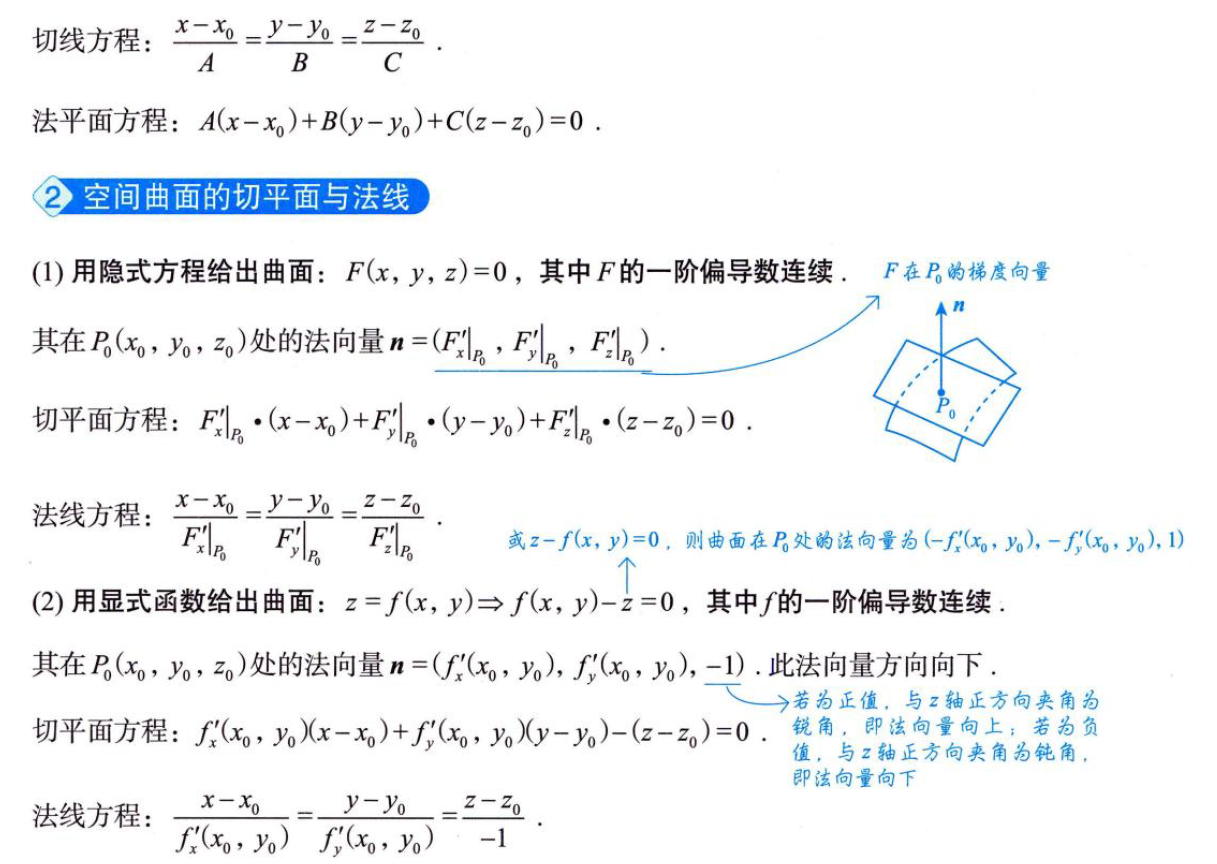 切线方程：$\frac{x-x_0}{A}=\frac{y-y_0}{B}=\frac{z-z_0}{C}$．
法平面方程：$A(x-x_0)+B(y-y_0)+C(z-z_0)=0$．
2 空间曲面的切平面与法线
(1) 用隐式方程给出曲面：$F(x, y, z)=0$，其中$F$的一阶偏导数连续．
$F$在$P_0$的梯度向量
$n$
其在$P_0(x_0, y_0, z_0)$处的法向量$n=(F'_x|_{P_0}, F'_y|_{P_0}, F'_z|_{P_0})$．
$P_0$
切平面方程：$F'_x|_{P_0}\cdot(x-x_0)+F'_y|_{P_0}\cdot(y-y_0)+F'_z|_{P_0}\cdot(z-z_0)=0$．
法线方程：$\frac{x-x_0}{F'_x|_{P_0}}=\frac{y-y_0}{F'_y|_{P_0}}=\frac{z-z_0}{F'_z|_{P_0}}$．
或$z-f(x, y)=0$，则曲面在$P_0$处的法向量为$(-f'_x(x_0, y_0), -f'_y(x_0, y_0), 1)$
(2) 用显式函数给出曲面：$z=f(x, y)\Rightarrow f(x, y)-z=0$，其中$f$的一阶偏导数连续．
其在$P_0(x_0, y_0, z_0)$处的法向量$n=(f'_x(x_0, y_0), f'_y(x_0, y_0), -1)$．此法向量方向向下．
若为正值，与z轴正方向夹角为
锐角，即法向量向上；若为负
值，与z轴正方向夹角为钝角，
即法向量向下
切平面方程：$f'_x(x_0, y_0)(x-x_0)+f'_y(x_0, y_0)(y-y_0)-(z-z_0)=0$．
法线方程：$\frac{x-x_0}{f'_x(x_0, y_0)}=\frac{y-y_0}{f'_y(x_0, y_0)}=\frac{z-z_0}{-1}$．